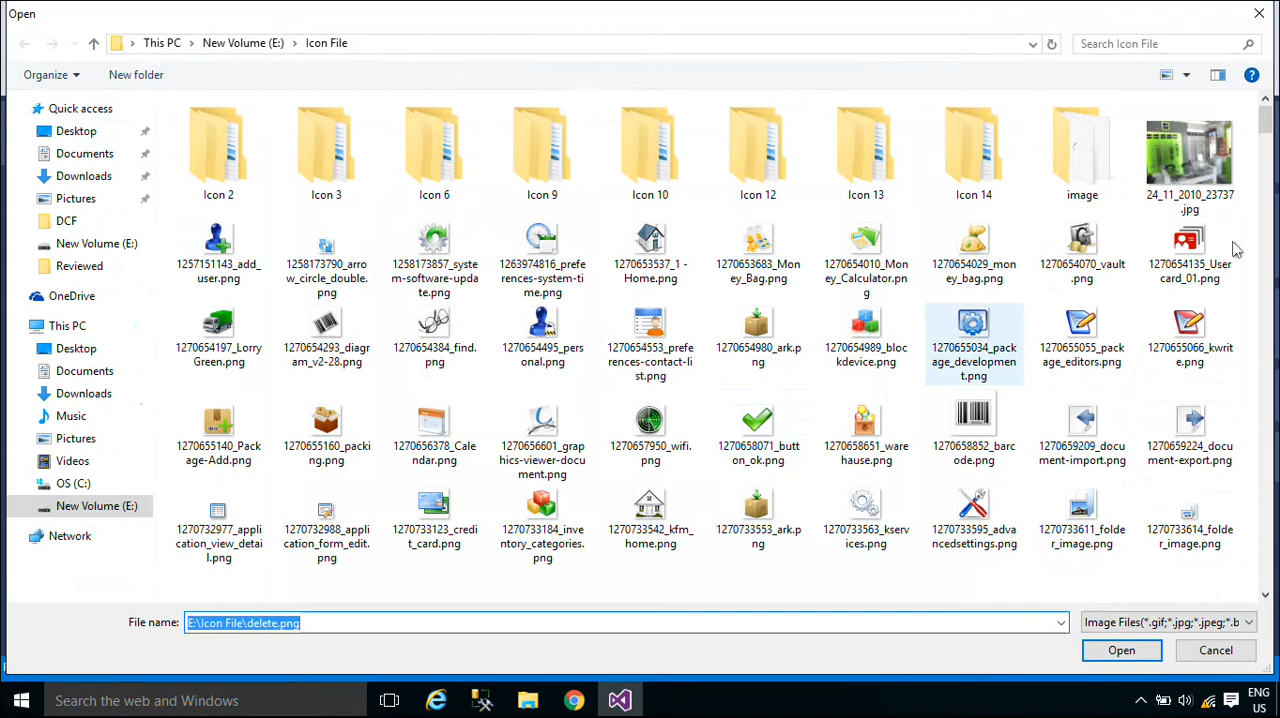 Open
This PC
New Volume (E:)
Icon File
Search Icon File
Organize
New folder
Quick access
Desktop
Documents
Downloads
Pictures
DCF
New Volume (E:)
Reviewed
OneDrive
This PC
Desktop
Documents
Downloads
Music
Pictures
Videos
OS (C:)
New Volume (E:)
Network
Icon 2
Icon 3
Icon 6
Icon 9
Icon 10
Icon 12
Icon 13
Icon 14
image
24_11_2010_23737
.jpg
1257151143_add_
user.png
1258173790_arro
w_circle_double.
png
1258173857_syste
m-software-upda
te.png
1263974816_prefe
rences-system-ti
me.png
1270653537_1 -
Home.png
1270653683_Mon
ey_Bag.png
1270654010_Mon
ey_Calculator.pn
g
1270654029_mon
ey_bag.png
1270654070_vault
.png
1270654135_User
card_01.png
1270654197_Lorry
Green.png
1270654293_diagr
am_v2-28.png
1270654384_find.
png
1270654495_pers
onal.png
1270654553_prefe
rences-contact-li
st.png
1270654980_ark.p
ng
1270654989_bloc
kdevice.png
1270655034_pack
age_developmen
t.png
1270655055_pack
age_editors.png
1270655066_kwrit
e.png
1270655140_Pack
age-Add.png
1270655160_packi
ng.png
1270656378_Cale
ndar.png
1270656601_grap
hics-viewer-docu
ment.png
1270657950_wifi.
png
1270658071_butt
on_ok.png
1270658651_ware
hause.png
1270658852_barc
ode.png
1270659209_docu
ment-import.png
1270659224_docu
ment-export.png
1270732977_appli
cation_view_detai
l.png
1270732988_appli
cation_form_edit.
png
1270733123_credi
t_card.png
1270733184_inve
ntory_categories.
png
1270733542_kfm_
home.png
1270733553_ark.p
ng
1270733563_kserv
ices.png
1270733595_adva
ncedsettings.png
1270733611_folde
r_image.png
1270733614_folde
r_image.png
File name:
E:\Icon File\delete.png
Image Files(*.gif;*.jpg;*.jpeg;*.b
Open
Cancel
Search the web and Windows
ENG
US